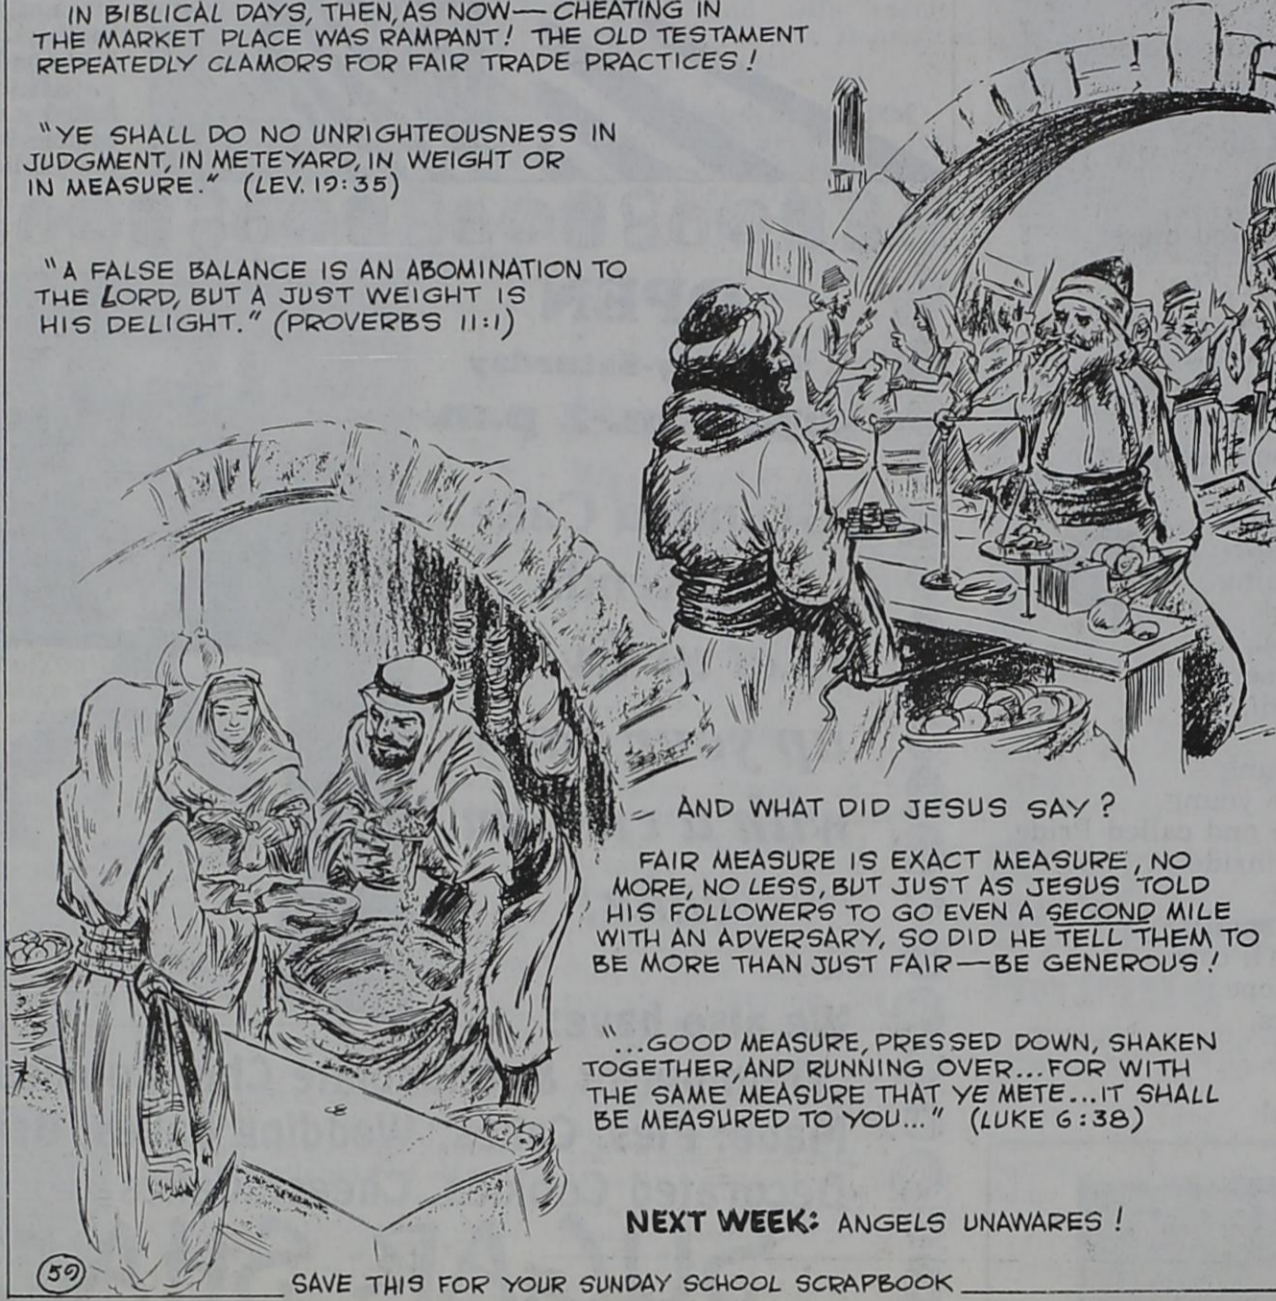 IN BIBLICAL DAYS, THEN, AS NOW— CHEATING IN
THE MARKET PLACE WAS RAMPANT! THE OLD TESTAMENT
REPEATEDLY CLAMORS FOR FAIR TRADE PRACTICES!
"YE SHALL DO NO UNRIGHTEOUSNESS IN
JUDGMENT, IN METEYARD, IN WEIGHT OR
IN MEASURE." (LEV. 19:35)
"A FALSE BALANCE IS AN ABOMINATION TO
THE LORD, BUT A JUST WEIGHT IS
HIS DELIGHT." (PROVERBS 11:1)
AND WHAT DID JESUS SAY?
FAIR MEASURE IS EXACT MEASURE, NO
MORE, NO LESS, BUT JUST AS JESUS TOLD
HIS FOLLOWERS TO GO EVEN A SECOND MILE
WITH AN ADVERSARY, SO DID HE TELL THEM TO
BE MORE THAN JUST FAIR—BE GENEROUS!
"...GOOD MEASURE, PRESSED DOWN, SHAKEN
TOGETHER, AND RUNNING OVER...FOR WITH
THE SAME MEASURE THAT YE METE...IT SHALL
BE MEASURED TO YOU..." (LUKE 6:38)
NEXT WEEK: ANGELS UNAWARES!
SAVE THIS FOR YOUR SUNDAY SCHOOL SCRAPBOOK